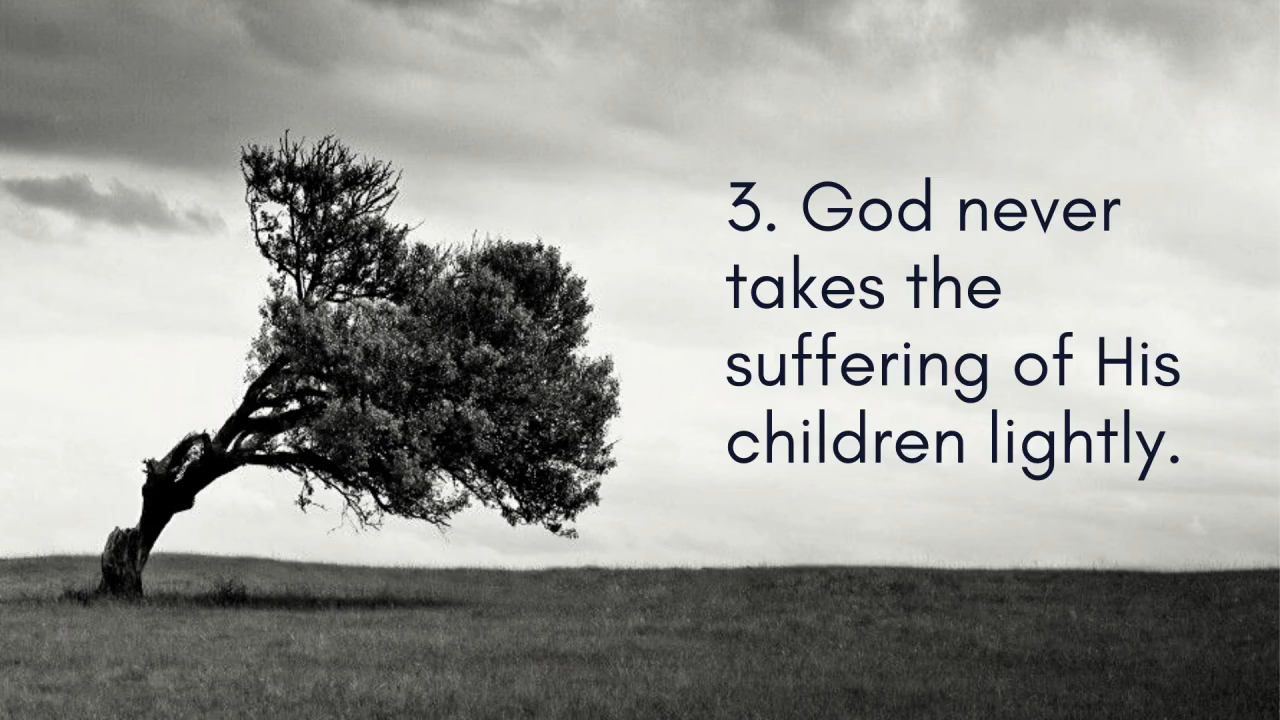 3. God never
takes the
suffering of His
children lightly.